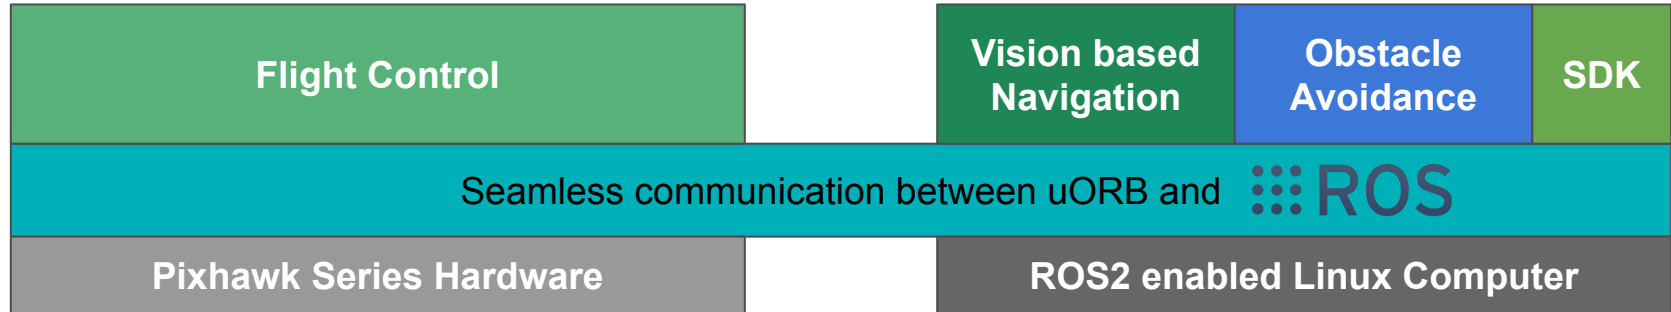 Flight Control
Vision based
Navigation
Obstacle
Avoidance
SDK
Seamless communication between uORB and ROS
Pixhawk Series Hardware
ROS2 enabled Linux Computer